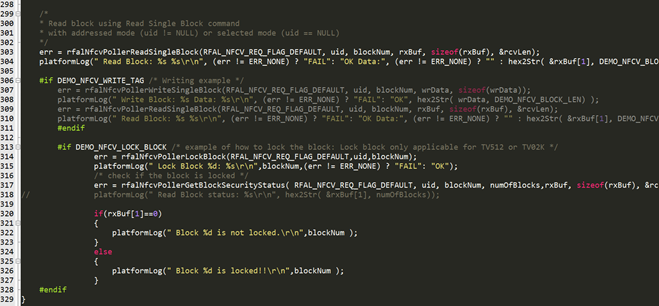 298
299 /*
300 * Read block using Read Single Block command
301 * with addressed mode (uid != NULL) or selected mode (uid == NULL)
302 */
303 err = rfalNfcvPollerReadSingleBlock(RFAL_NFCV_REQ_FLAG_DEFAULT, uid, blockNum, rxBuf, sizeof(rxBuf), &rcvLen);
304 platformLog(" Read Block: %s %s\r\n", (err != ERR_NONE) ? "FAIL": "OK Data:", (err != ERR_NONE) ? "" : hex2Str( &rxBuf[1], DEMO_NFCV_BLO
305
306 #if DEMO_NFCV_WRITE_TAG /* Writing example */
307 err = rfalNfcvPollerWriteSingleBlock(RFAL_NFCV_REQ_FLAG_DEFAULT, uid, blockNum, wrData, sizeof(wrData));
308 platformLog(" Write Block: %s Data: %s\r\n", (err != ERR_NONE) ? "FAIL": "OK", hex2Str( wrData, DEMO_NFCV_BLOCK_LEN) );
309 err = rfalNfcvPollerReadSingleBlock(RFAL_NFCV_REQ_FLAG_DEFAULT, uid, blockNum, rxBuf, sizeof(rxBuf), &rcvLen);
310 platformLog(" Read Block: %s %s\r\n", (err != ERR_NONE) ? "FAIL": "OK Data:", (err != ERR_NONE) ? "" : hex2Str( &rxBuf[1], DEMO_NFCV
311 #endif
312
313 #if DEMO_NFCV_LOCK_BLOCK /* example of how to lock the block: Lock block only applicable for TV512 or TV02K */
314 err = rfalNfcvPollerLockBlock(RFAL_NFCV_REQ_FLAG_DEFAULT,uid,blockNum);
315 platformLog(" Lock Block %d: %s\r\n",blockNum,(err != ERR_NONE) ? "FAIL": "OK");
316 /* check if the block is locked */
317 err = rfalNfcvPollerGetBlockSecurityStatus( RFAL_NFCV_REQ_FLAG_DEFAULT, uid, blockNum, numOfBlocks,rxBuf, sizeof(rxBuf), &rc
318 // platformLog(" Read Block status: %s\r\n", hex2Str( &rxBuf[1], numOfBlocks));
319
320 if(rxBuf[1]==0)
321 {
322 platformLog(" Block %d is not locked.\r\n",blockNum );
323 }
324 else
325 {
326 platformLog(" Block %d is locked!!\r\n",blockNum );
327 }
328 #endif
329 }